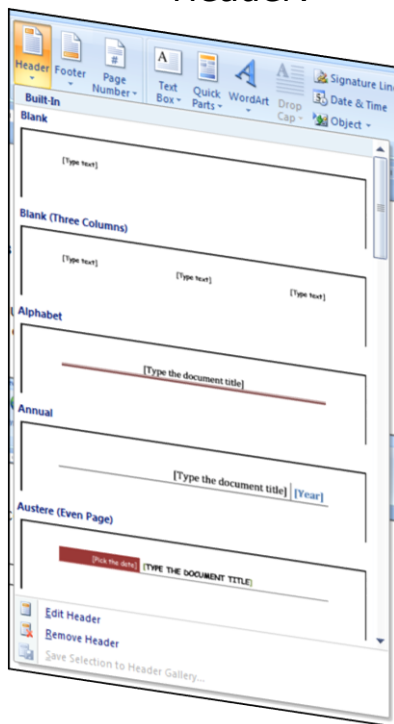 Header
Footer
Page Number
Text Box
Quick Parts
WordArt
Drop Cap
Signature Line
Date & Time
Object
Built-In
Blank
[Type text]
Blank (Three Columns)
[Type text] [Type text] [Type text]
Alphabet
[Type the document title]
Annual
[Type the document title] [Year]
Austere (Even Page)
[Pick the date] [TYPE THE DOCUMENT TITLE]
Edit Header
Remove Header
Save Selection to Header Gallery...